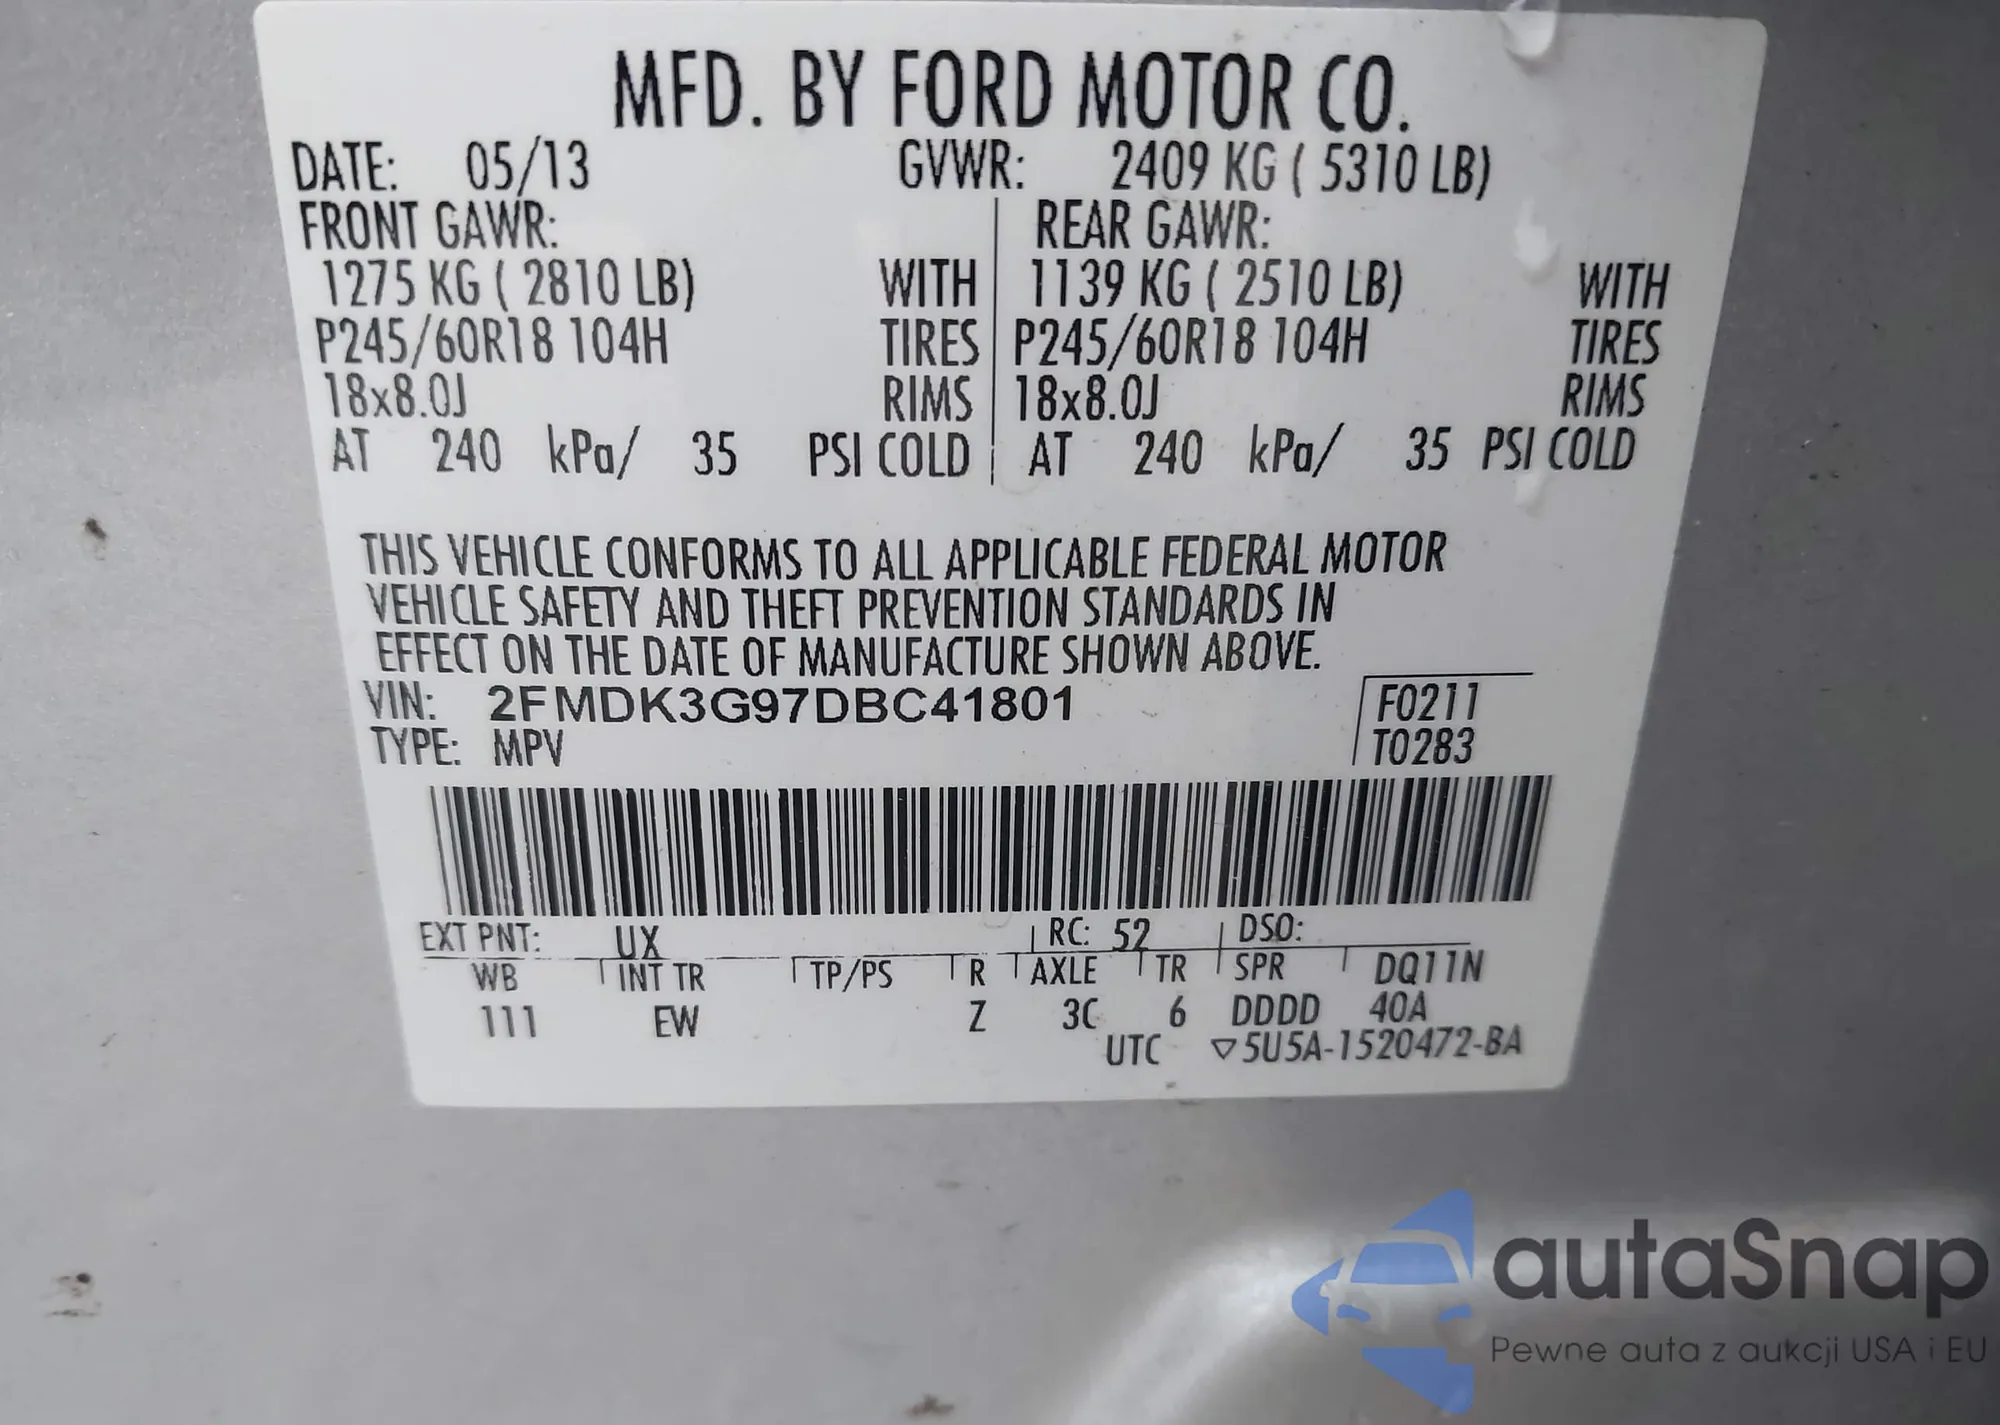 MFD. BY FORD MOTOR CO.
DATE: 05/13 GVWR: 2409 KG ( 5310 LB)
FRONT GAWR: REAR GAWR:
1275 KG ( 2810 LB) WITH 1139 KG ( 2510 LB) WITH
P245/60R18 104H TIRES P245/60R18 104H TIRES
18x8.0J RIMS 18x8.0J RIMS
AT 240 kPa/ 35 PSI COLD AT 240 kPa/ 35 PSI COLD
THIS VEHICLE CONFORMS TO ALL APPLICABLE FEDERAL MOTOR
VEHICLE SAFETY AND THEFT PREVENTION STANDARDS IN
EFFECT ON THE DATE OF MANUFACTURE SHOWN ABOVE.
VIN: 2FMDK3G97DBC41801 F0211
TYPE: MPV T0283
EXT PNT: UX RC: 52 DSO:
WB INT TR TP/PS R AXLE TR SPR DQ11N
111 EW Z 3C 6 DDDD 40A
UTC ▽5U5A-1520472-BA
autaSnap
Pewne auta z aukcji USA i EU